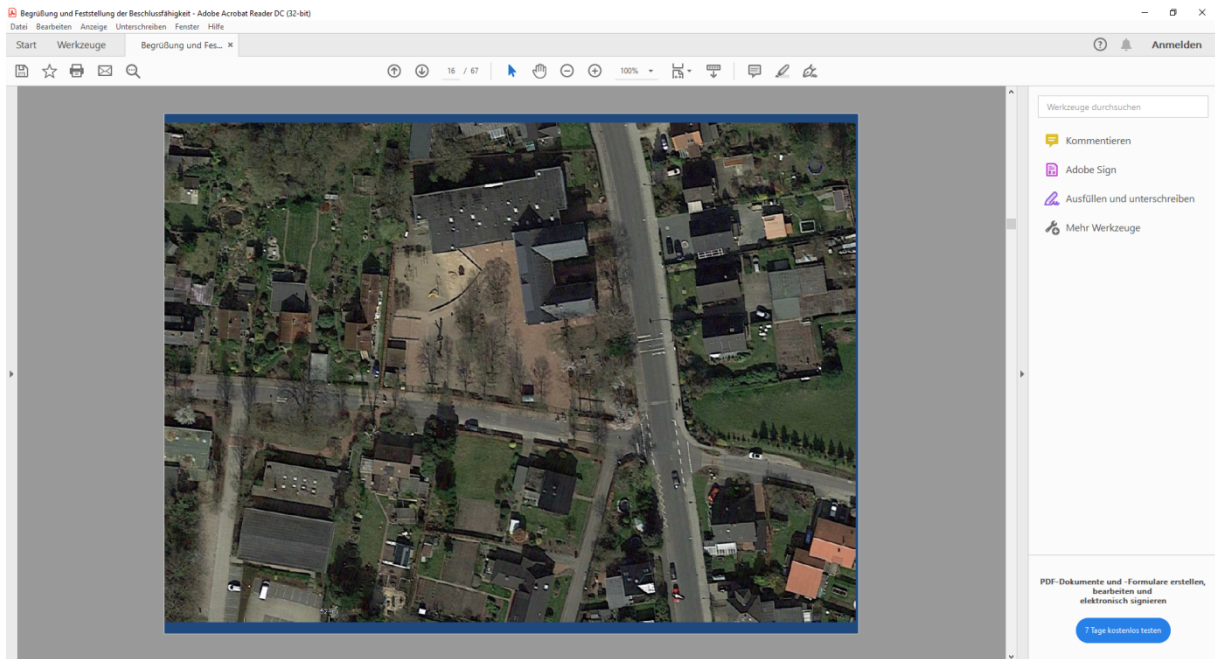 Begrüßung und Feststellung der Beschlussfähigkeit - Adobe Acrobat Reader DC (32-bit)
Datei Bearbeiten Anzeige Unterschreiben Fenster Hilfe
Start Werkzeuge Begrüßung und Fes... × Anmelden
16 / 67 100%
Werkzeuge durchsuchen
Kommentieren
Adobe Sign
Ausfüllen und unterschreiben
Mehr Werkzeuge
PDF-Dokumente und -Formulare erstellen,
bearbeiten und
elektronisch signieren
7 Tage kostenlos testen